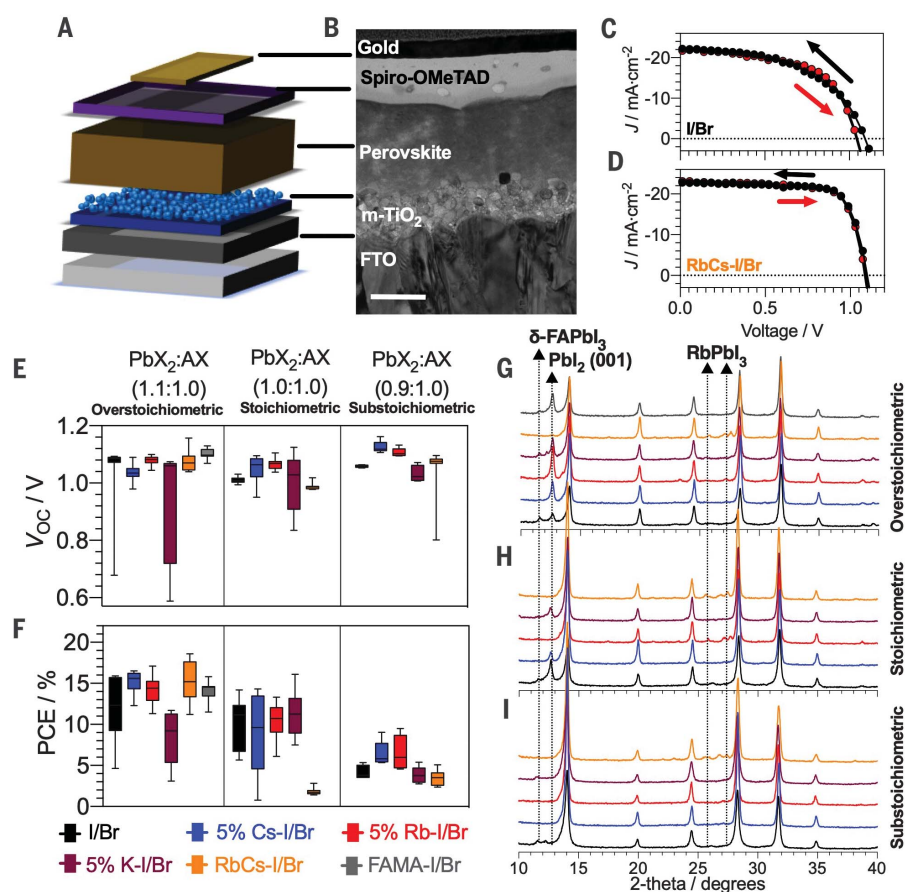 A
B
Gold
Spiro-OMeTAD
Perovskite
m-TiO₂
FTO
C
-20
-10
0
J / mA·cm⁻²
I/Br
D
-20
-10
0
J / mA·cm⁻²
RbCs-I/Br
0.0
0.5
1.0
Voltage / V
E
PbX₂:AX
(1.1:1.0)
Overstoichiometric
PbX₂:AX
(1.0:1.0)
Stoichiometric
PbX₂:AX
(0.9:1.0)
Substoichiometric
1.2
1.0
0.8
0.6
V_OC / V
F
20
15
10
5
0
PCE / %
I/Br
5% Cs-I/Br
5% Rb-I/Br
5% K-I/Br
RbCs-I/Br
FAMA-I/Br
δ-FAPbI₃
PbI₂ (001)
RbPbI₃
G
Overstoichiometric
H
Stoichiometric
I
Substoichiometric
10
15
20
25
30
35
40
2-theta / degrees